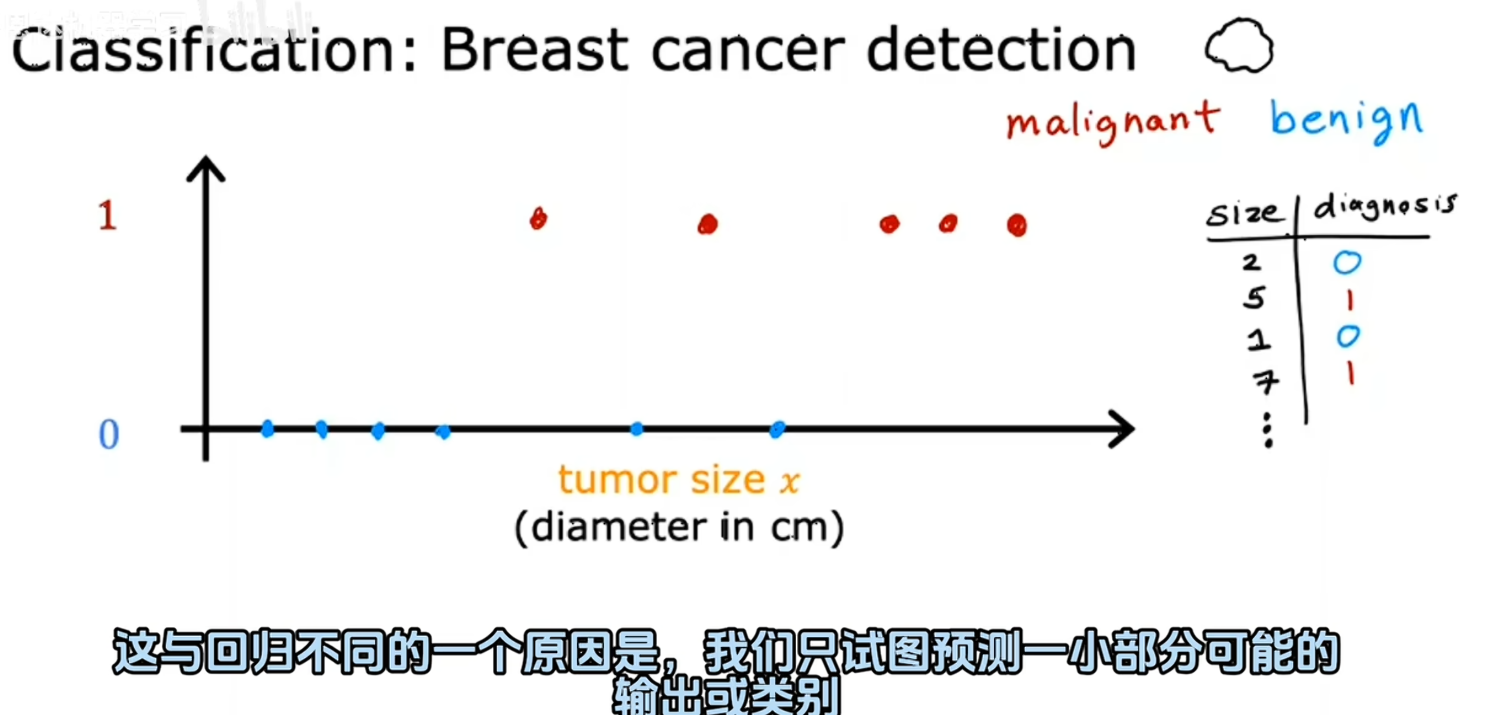 Classification: Breast cancer detection
malignant benign
1
0
tumor size x
(diameter in cm)
size diagnosis
2 0
5 1
1 0
7 1
⋮
这与回归不同的一个原因是，我们只试图预测一小部分可能的
输出或类别